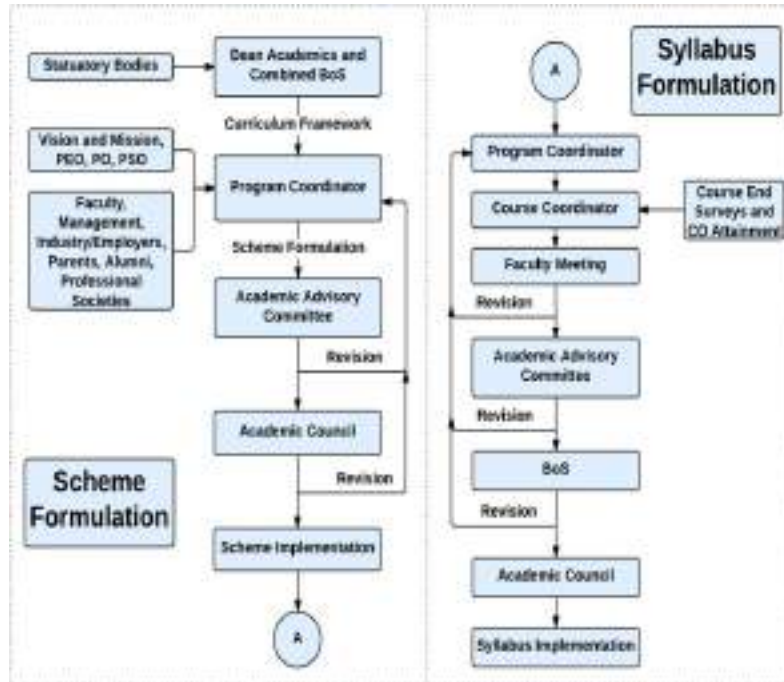 Statuatory Bodies
Dean Academics and
Combined BoS
Curriculum Framework
Vision and Mission,
PEO, PO, PSO
Program Coordinator
Faculty,
Management,
Industry/Employers,
Parents, Alumni,
Professional
Societies
Scheme Formulation
Academic Advisory
Committee
Revision
Academic Council
Revision
Scheme
Formulation
Scheme Implementation
A
Syllabus
Formulation
A
Program Coordinator
Course Coordinator
Course End
Surveys and
CO Attainment
Faculty Meeting
Revision
Academic Advisory
Committee
Revision
BoS
Revision
Academic Council
Syllabus Implementation